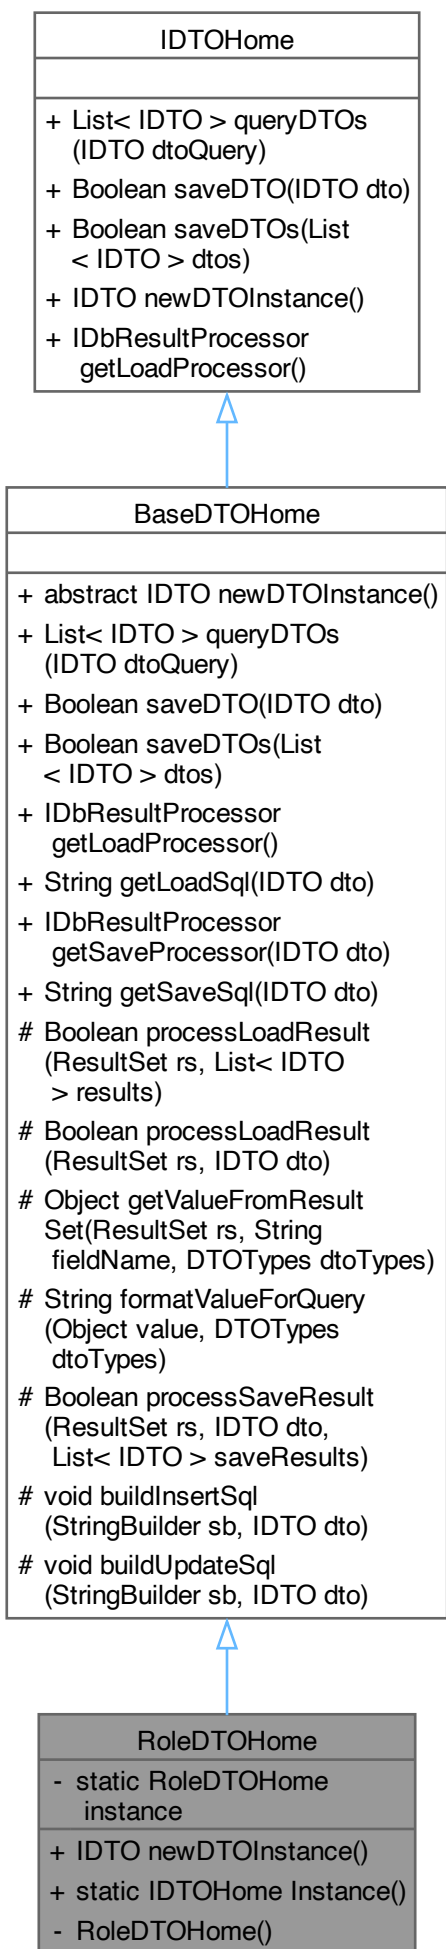 IDTOHome
+ List< IDTO > queryDTOs
(IDTO dtoQuery)
+ Boolean saveDTO(IDTO dto)
+ Boolean saveDTOs(List
< IDTO > dtos)
+ IDTO newDTOInstance()
+ IDbResultProcessor
getLoadProcessor()
BaseDTOHome
+ abstract IDTO newDTOInstance()
+ List< IDTO > queryDTOs
(IDTO dtoQuery)
+ Boolean saveDTO(IDTO dto)
+ Boolean saveDTOs(List
< IDTO > dtos)
+ IDbResultProcessor
getLoadProcessor()
+ String getLoadSql(IDTO dto)
+ IDbResultProcessor
getSaveProcessor(IDTO dto)
+ String getSaveSql(IDTO dto)
# Boolean processLoadResult
(ResultSet rs, List< IDTO
> results)
# Boolean processLoadResult
(ResultSet rs, IDTO dto)
# Object getValueFromResult
Set(ResultSet rs, String
fieldName, DTOTypes dtoTypes)
# String formatValueForQuery
(Object value, DTOTypes
dtoTypes)
# Boolean processSaveResult
(ResultSet rs, IDTO dto,
List< IDTO > saveResults)
# void buildInsertSql
(StringBuilder sb, IDTO dto)
# void buildUpdateSql
(StringBuilder sb, IDTO dto)
RoleDTOHome
- static RoleDTOHome
instance
+ IDTO newDTOInstance()
+ static IDTOHome Instance()
- RoleDTOHome()